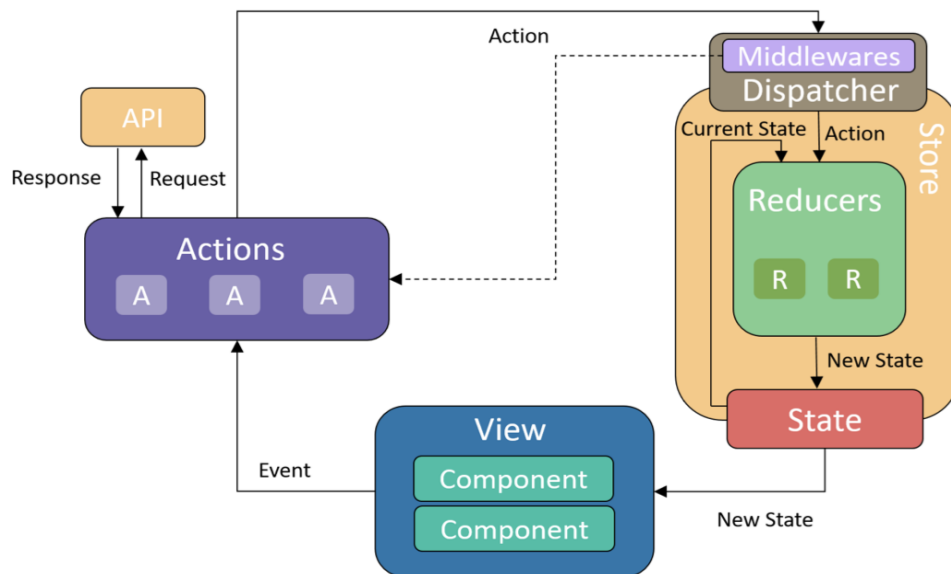 Action
Middlewares
Dispatcher
API
Current State
Action
Store
Response
Request
Reducers
Actions
A
A
A
R
R
New State
View
State
Component
Event
Component
New State